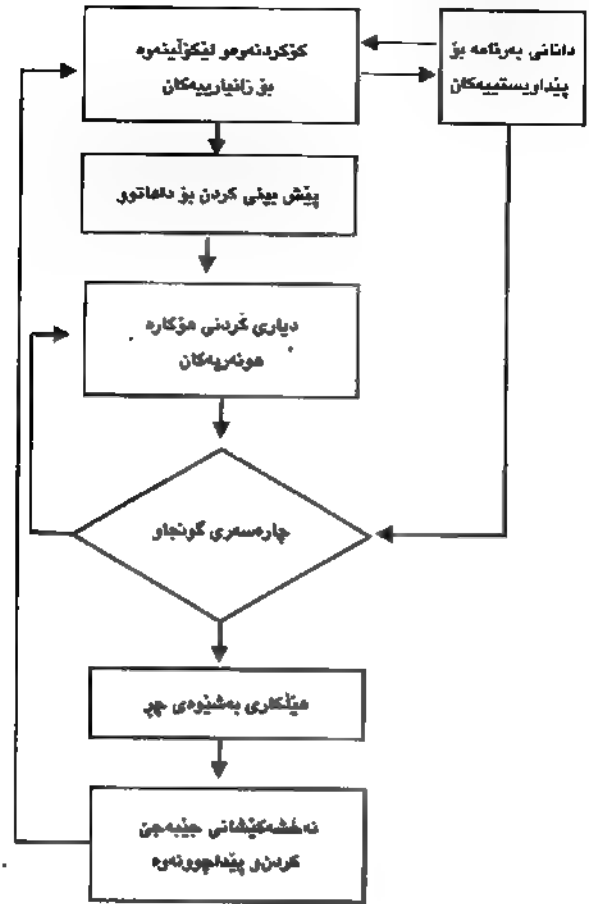 کۆکردنەوەو لێکۆڵینەوە
بۆ زانیارییەکان
دانانی بەرنامە بۆ
پێداویستییەکان
پێش بینی کردن بۆ داهاتوو
دیاری کردنی هۆکارە
هونەریەکان
چارەسەری گونجاو
هێڵکاری بەشێوەی چڕ
نەخشەکێشانی جێبەجێ
کردن و پێداچوونەوە